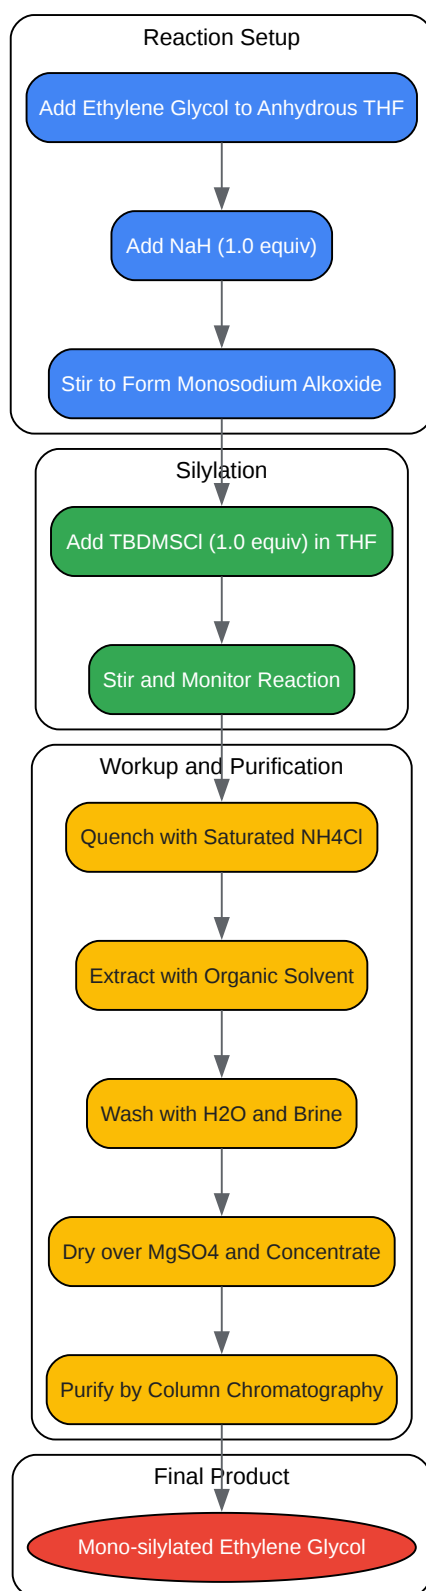 Reaction Setup
Add Ethylene Glycol to Anhydrous THF
Add NaH (1.0 equiv)
Stir to Form Monosodium Alkoxide
Silylation
Add TBDMSCl (1.0 equiv) in THF
Stir and Monitor Reaction
Workup and Purification
Quench with Saturated NH4Cl
Extract with Organic Solvent
Wash with H2O and Brine
Dry over MgSO4 and Concentrate
Purify by Column Chromatography
Final Product
Mono-silylated Ethylene Glycol